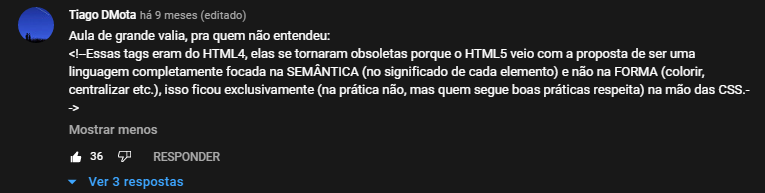 Tiago DMota há 9 meses (editado)
Aula de grande valia, pra quem não entendeu:
<!--Essas tags eram do HTML4, elas se tornaram obsoletas porque o HTML5 veio com a proposta de ser uma
linguagem completamente focada na SEMÂNTICA (no significado de cada elemento) e não na FORMA (colorir,
centralizar etc.), isso ficou exclusivamente (na prática não, mas quem segue boas práticas respeita) na mão das CSS.-
->
Mostrar menos
36 RESPONDER
Ver 3 respostas